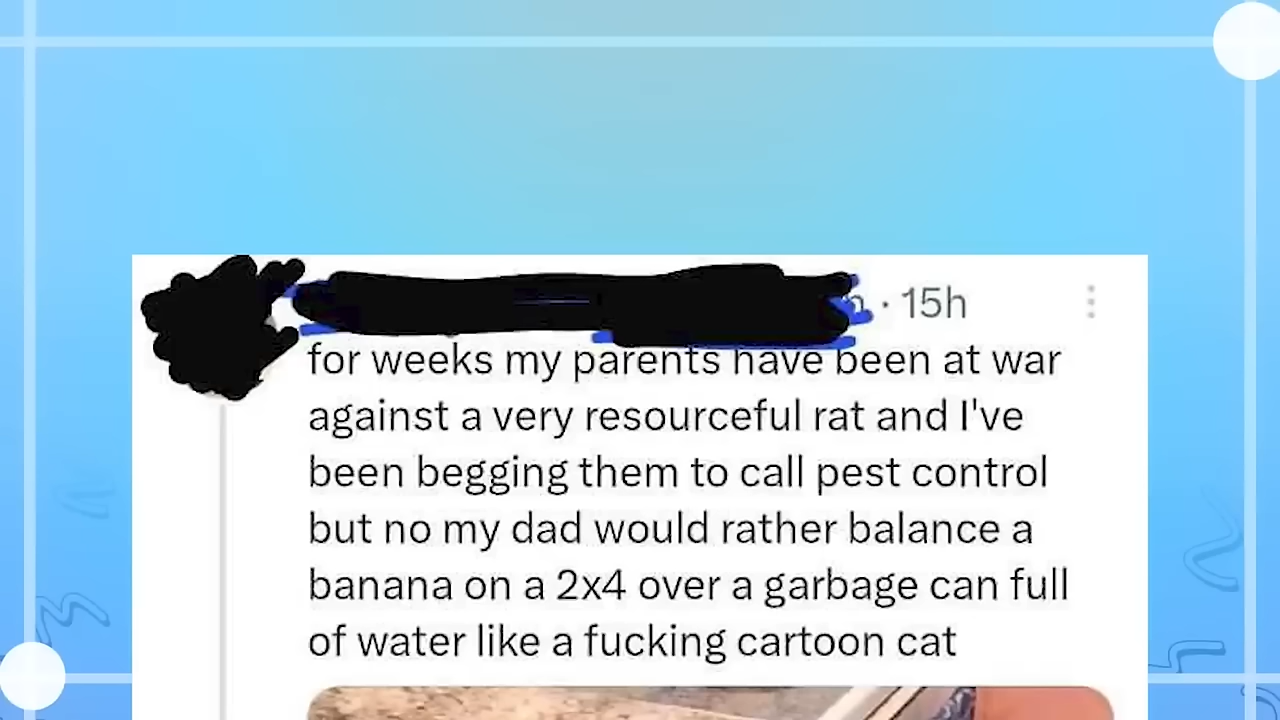 · 15h
for weeks my parents have been at war
against a very resourceful rat and I've
been begging them to call pest control
but no my dad would rather balance a
banana on a 2x4 over a garbage can full
of water like a fucking cartoon cat